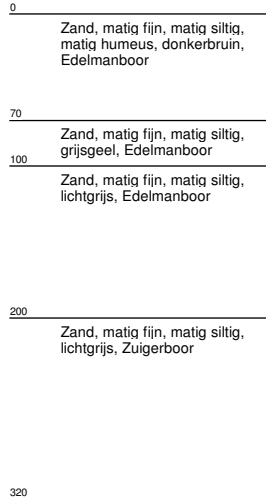 0
Zand, matig fijn, matig siltig,
matig humeus, donkerbruin,
Edelmanboor
70
Zand, matig fijn, matig siltig,
grijsgeel, Edelmanboor
100
Zand, matig fijn, matig siltig,
lichtgrijs, Edelmanboor
200
Zand, matig fijn, matig siltig,
lichtgrijs, Zuigerboor
320